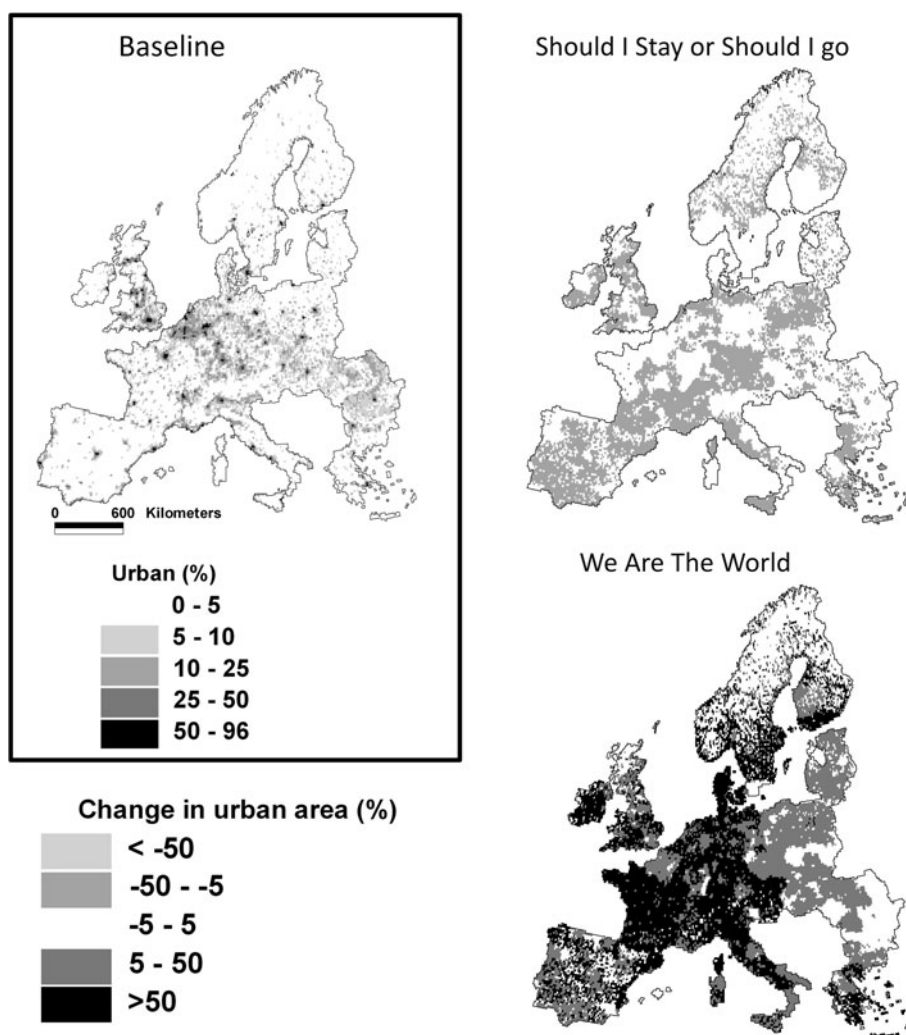 Baseline
Should I Stay or Should I go
0 600 Kilometers
Urban (%)
0 - 5
5 - 10
10 - 25
25 - 50
50 - 96
We Are The World
Change in urban area (%)
< -50
-50 - -5
-5 - 5
5 - 50
>50